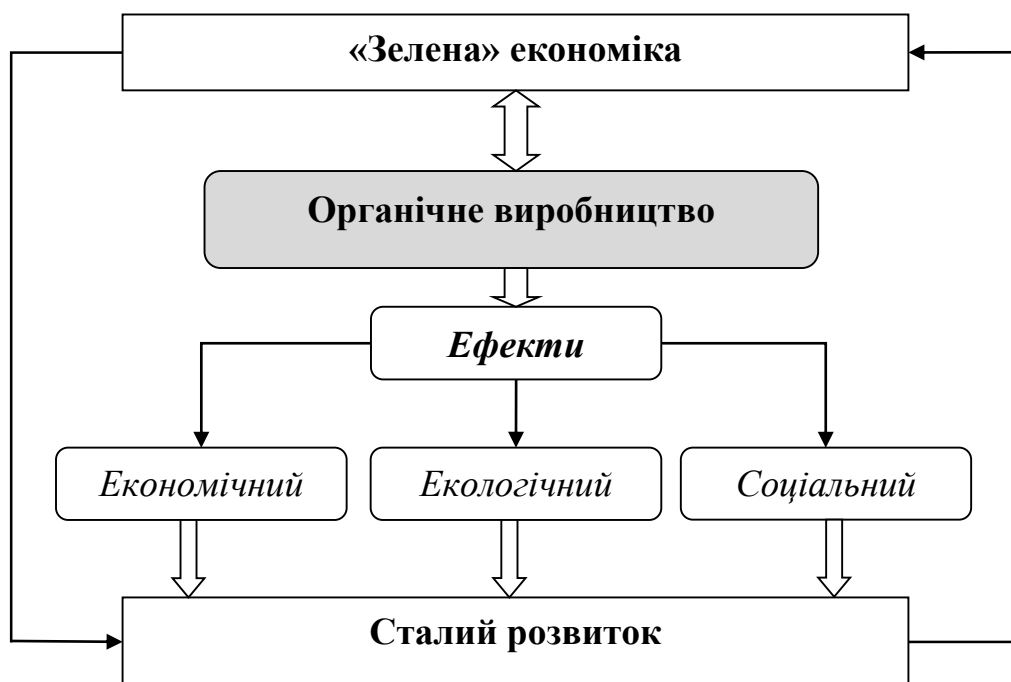 «Зелена» економіка
Органічне виробництво
Ефекти
Економічний
Екологічний
Соціальний
Сталий розвиток